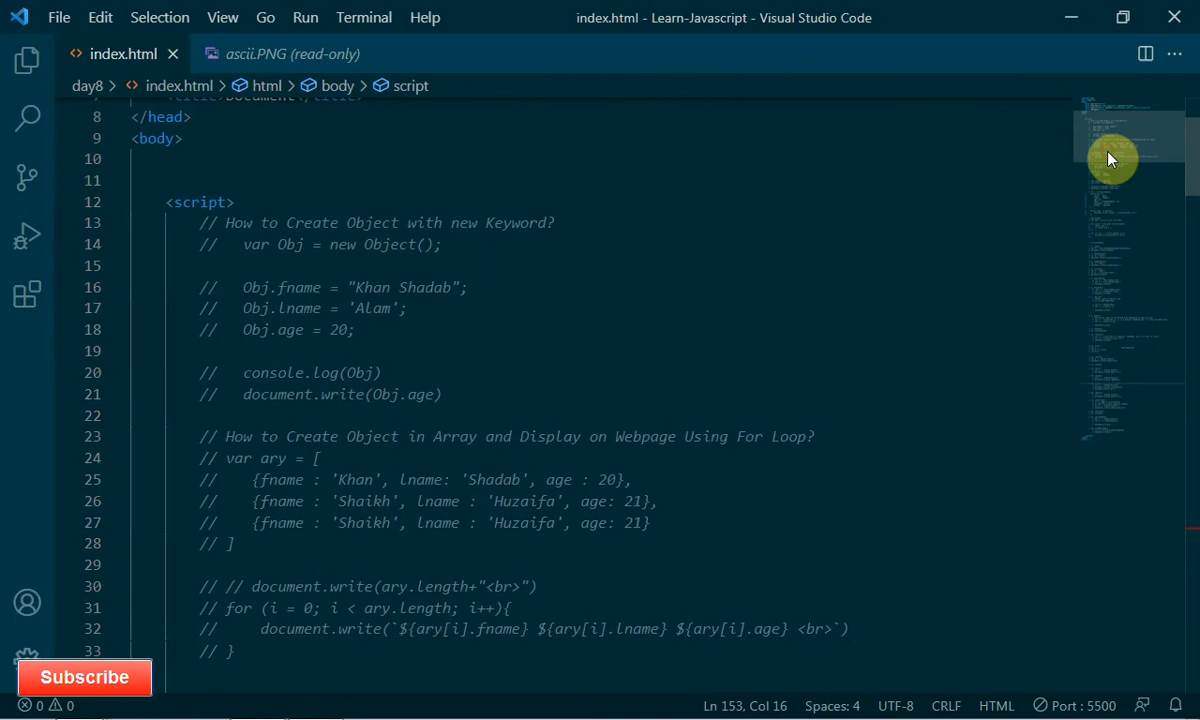 File Edit Selection View Go Run Terminal Help index.html - Learn-Javascript - Visual Studio Code
index.html ascii.PNG (read-only)
day8 > index.html > html > body > script
<title>Document</title>
8 </head>
9 <body>
10
11
12 <script>
13 // How to Create Object with new Keyword?
14 // var Obj = new Object();
15
16 // Obj.fname = "Khan Shadab";
17 // Obj.lname = 'Alam';
18 // Obj.age = 20;
19
20 // console.log(Obj)
21 // document.write(Obj.age)
22
23 // How to Create Object in Array and Display on Webpage Using For Loop?
24 // var ary = [
25 // {fname : 'Khan', lname: 'Shadab', age : 20},
26 // {fname : 'Shaikh', lname : 'Huzaifa', age: 21},
27 // {fname : 'Shaikh', lname : 'Huzaifa', age: 21}
28 // ]
29
30 // // document.write(ary.length+"<br>")
31 // for (i = 0; i < ary.length; i++){
32 // document.write(`${ary[i].fname} ${ary[i].lname} ${ary[i].age} <br>`)
33 // }
Subscribe
0 0 Ln 153, Col 16 Spaces: 4 UTF-8 CRLF HTML Port : 5500